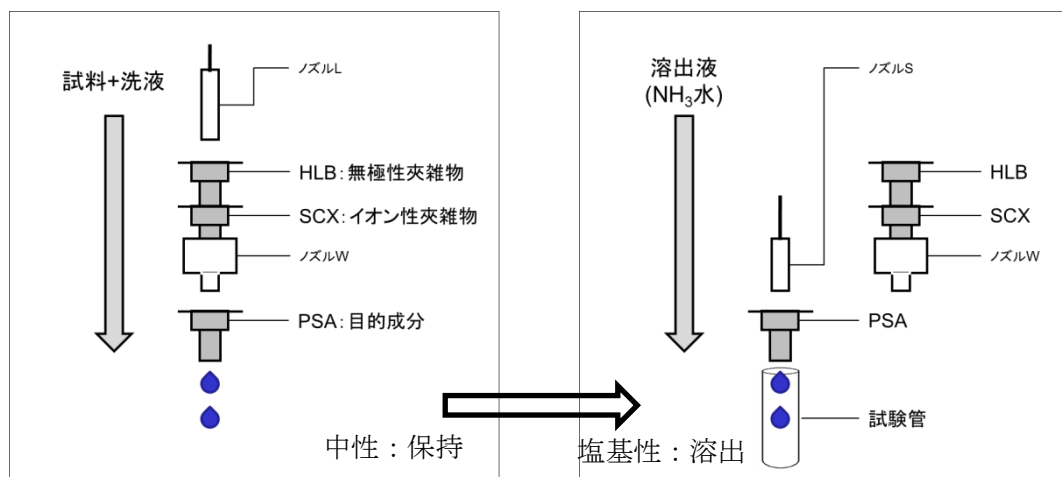 試料+洗液
ノズルL
HLB：無極性夾雑物
SCX：イオン性夾雑物
ノズルW
PSA：目的成分
中性：保持
溶出液
(NH₃水)
ノズルS
HLB
SCX
ノズルW
PSA
試験管
塩基性：溶出